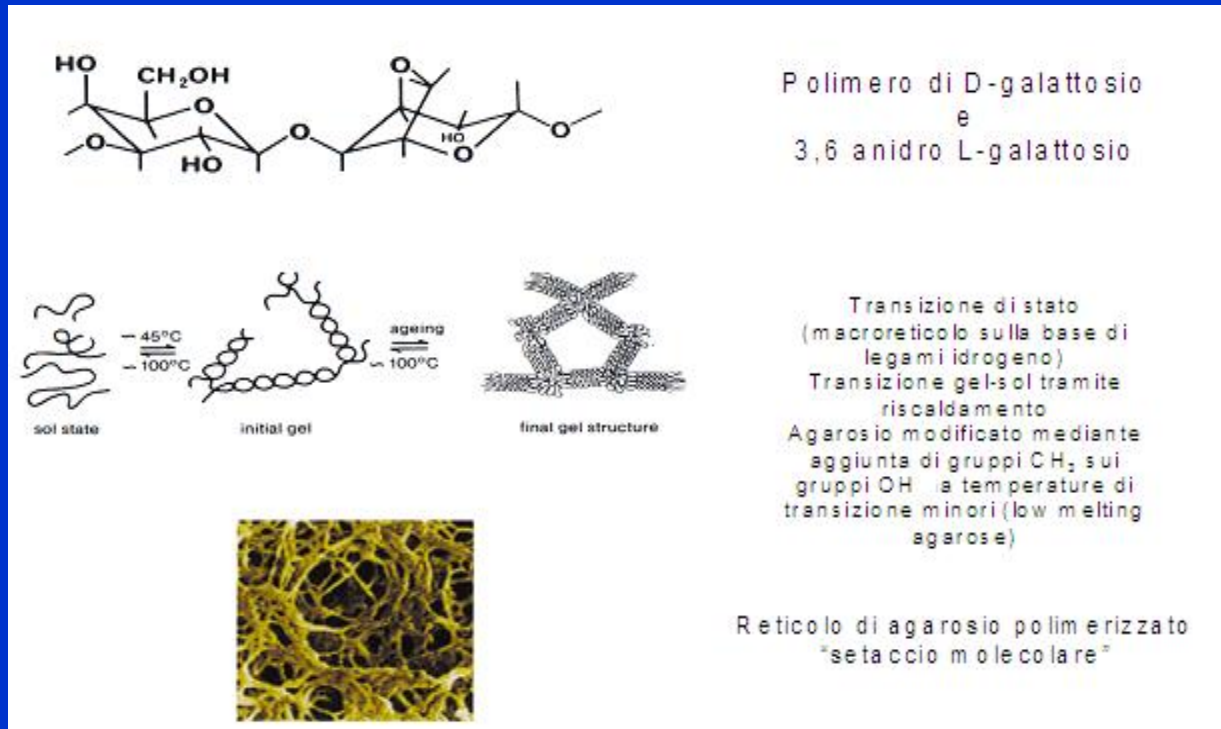 HO
CH₂OH
O
O
O
HO
O
HO
O
O
Polimero di D-galattosio
e
3,6 anidro L-galattosio
~ 45°C
~ 100°C
ageing
~ 100°C
sol state
initial gel
final gel structure
Transizione di stato
(macroreticolo sulla base di
legami idrogeno)
Transizione gel-sol tramite
riscaldamento
Agarosio modificato mediante
aggiunta di gruppi CH₂ sui
gruppi OH a temperature di
transizione minori (low melting
agarose)
Reticolo di agarosio polimerizzato
"setaccio molecolare"